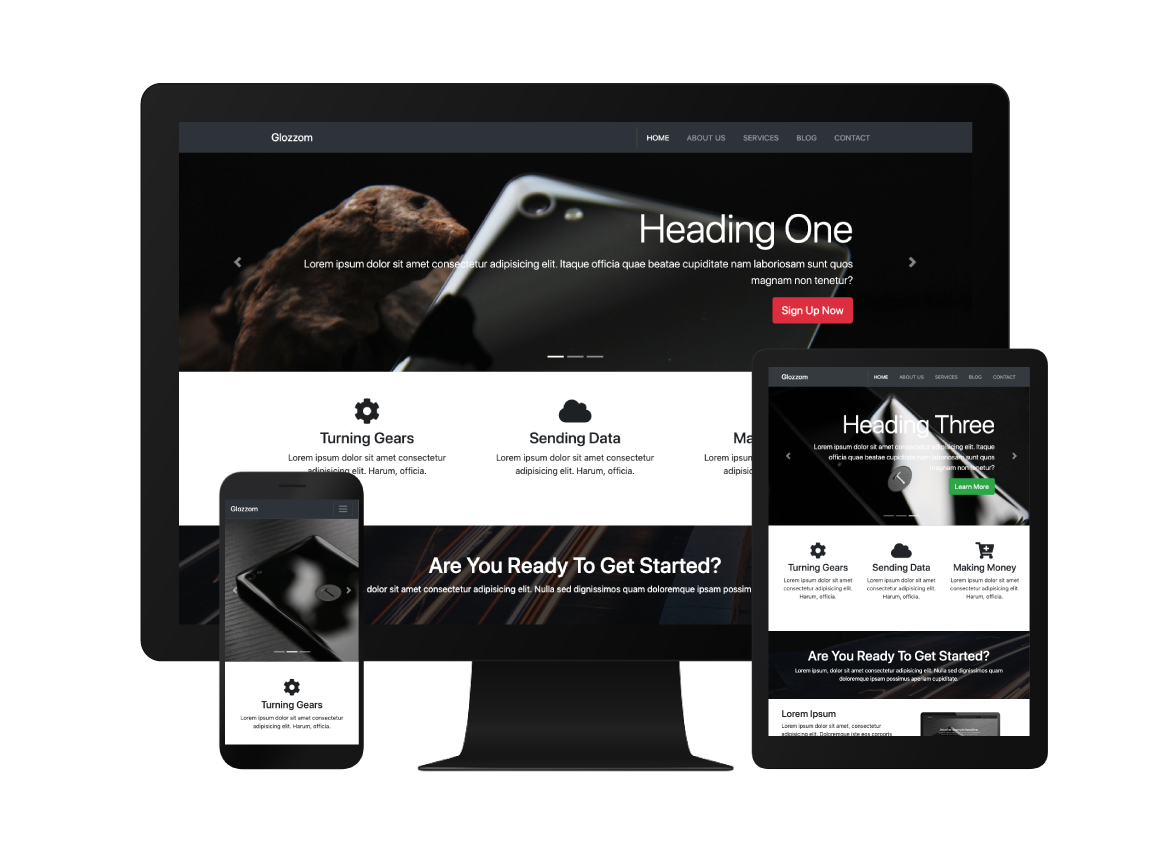 Glozzom
HOME ABOUT US SERVICES BLOG CONTACT
Heading One
Lorem ipsum dolor sit amet consectetur adipisicing elit. Itaque officia quae beatae cupiditate nam laboriosam sunt quos
magnam non tenetur?
Sign Up Now
Turning Gears
Lorem ipsum dolor sit amet consectetur
adipisicing elit. Harum, officia.
Sending Data
Lorem ipsum dolor sit amet consectetur
adipisicing elit. Harum, officia.
Ma
Lorem ipsum
adipisic
Are You Ready To Get Started?
dolor sit amet consectetur adipisicing elit. Nulla sed dignissimos quam doloremque ipsam possim
Glozzom
Turning Gears
Lorem ipsum dolor sit amet consectetur
adipisicing elit. Harum, officia.
Glozzom
HOME ABOUT US SERVICES BLOG CONTACT
Heading Three
Lorem ipsum dolor sit amet consectetur adipisicing elit. Itaque
officia quae beatae cupiditate nam laboriosam sunt quos
magnam non tenetur?
Learn More
Turning Gears
Lorem ipsum dolor sit amet
consectetur adipisicing elit.
Harum, officia.
Sending Data
Lorem ipsum dolor sit amet
consectetur adipisicing elit.
Harum, officia.
Making Money
Lorem ipsum dolor sit amet
consectetur adipisicing elit.
Harum, officia.
Are You Ready To Get Started?
Lorem ipsum, dolor sit amet consectetur adipisicing elit. Nulla sed dignissimos quam
doloremque ipsam possimus aperiam cupiditate.
Lorem Ipsum
Lorem ipsum dolor sit amet, consectetur
adipisicing elit. Doloremque iste eos corporis